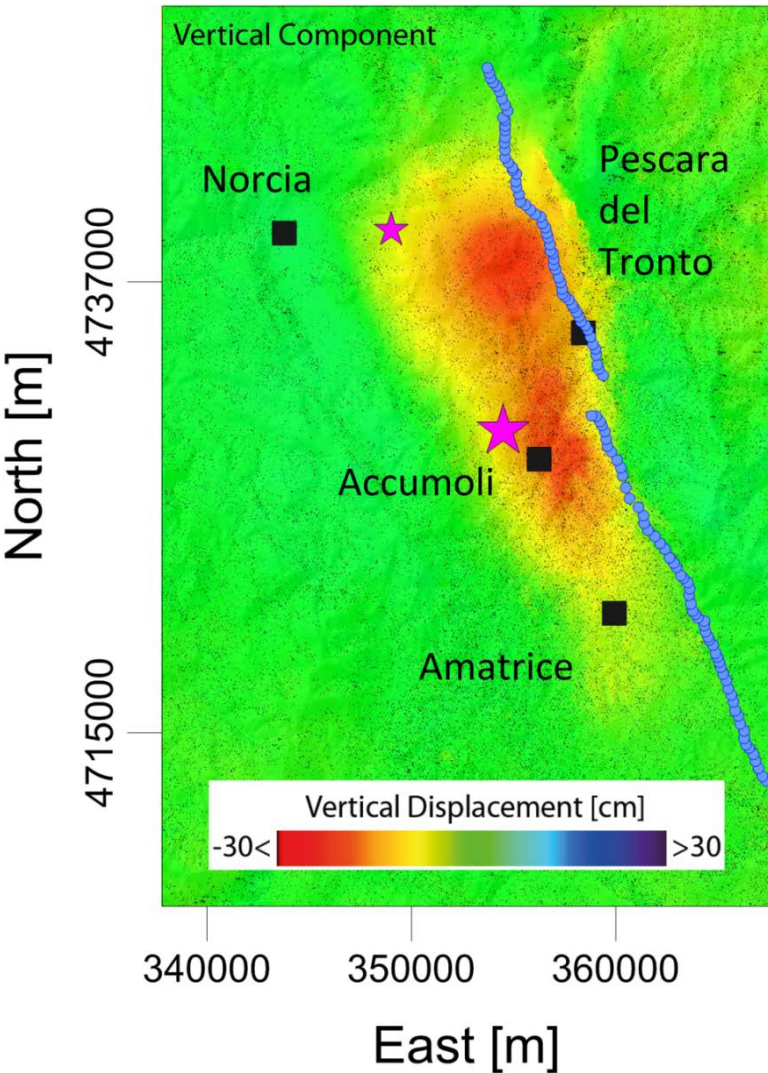 Vertical Component
Norcia
Pescara
del
Tronto
4737000
North [m]
Accumoli
Amatrice
4715000
Vertical Displacement [cm]
-30<
>30
340000
350000
360000
East [m]